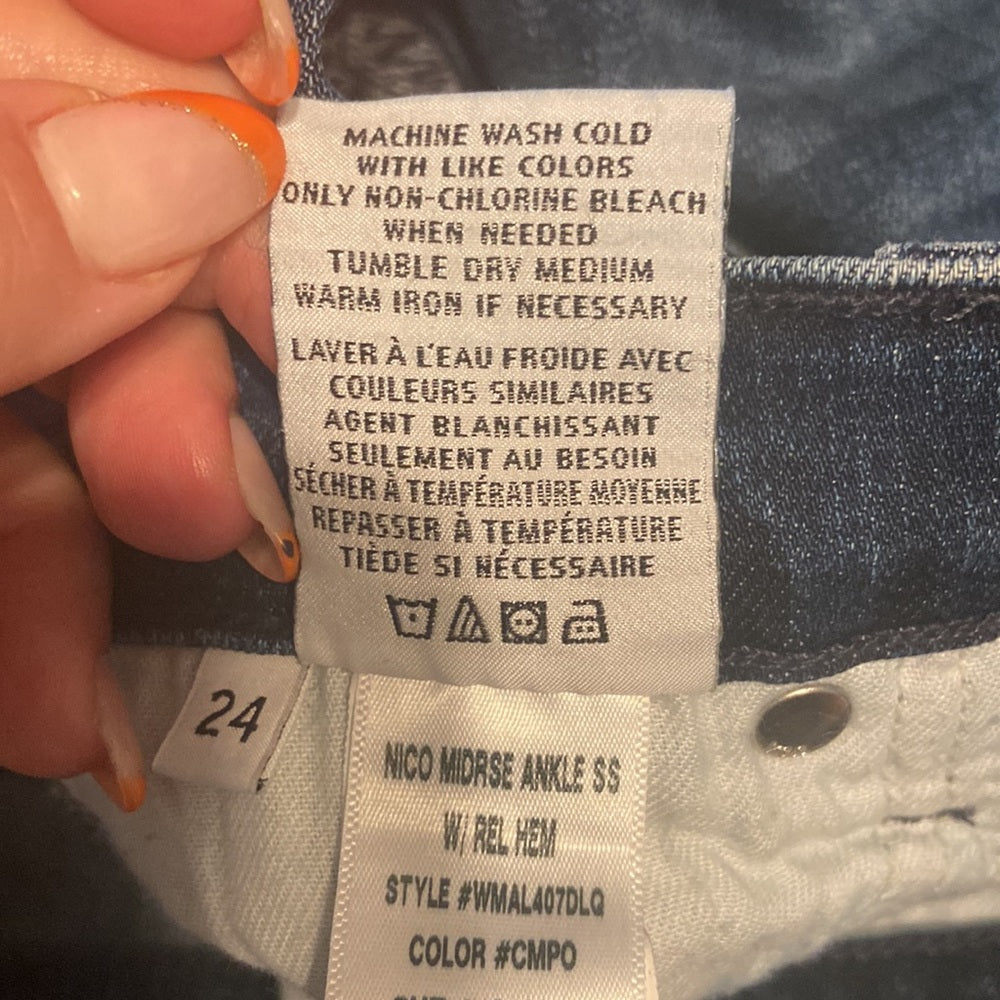 MACHINE WASH COLD
WITH LIKE COLORS
ONLY NON-CHLORINE BLEACH
WHEN NEEDED
TUMBLE DRY MEDIUM
WARM IRON IF NECESSARY
LAVER À L'EAU FROIDE AVEC
COULEURS SIMILAIRES
AGENT BLANCHISSANT
SEULEMENT AU BESOIN
SÉCHER À TEMPÉRATURE MOYENNE
REPASSER À TEMPÉRATURE
TIÈDE SI NÉCESSAIRE
24
NICO MIDRSE ANKLE SS
W/ REL HEM
STYLE #WMAL407DLQ
COLOR #CMPO